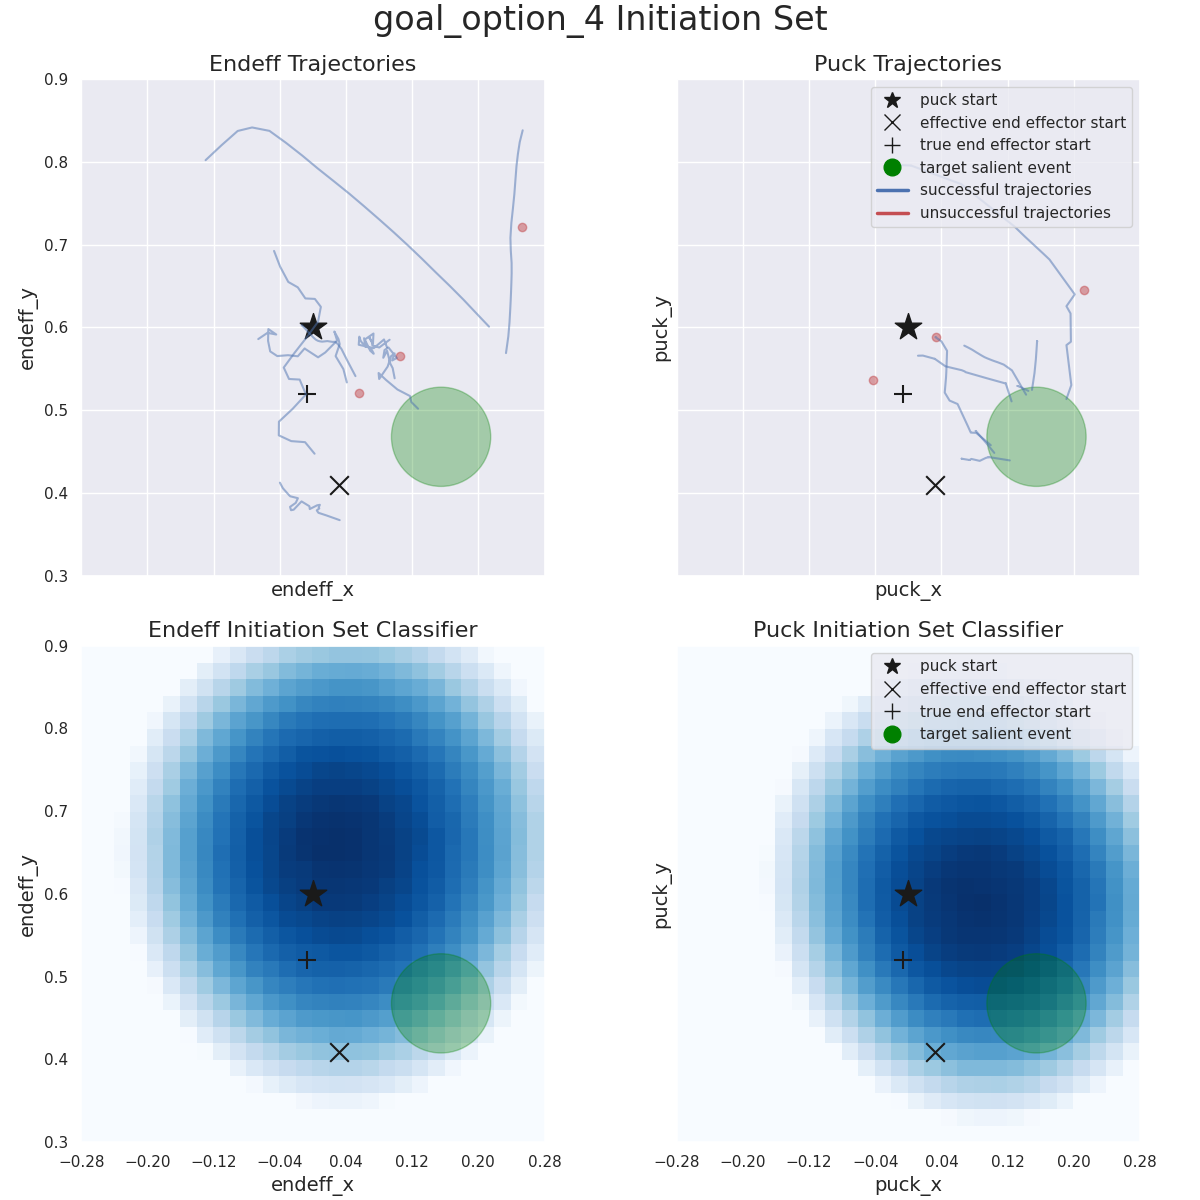 goal_option_4 Initiation Set
Endeff Trajectories
0.9
0.8
0.7
0.6
0.5
0.4
0.3
endeff_y
endeff_x
Puck Trajectories
puck start
effective end effector start
true end effector start
target salient event
successful trajectories
unsuccessful trajectories
puck_y
puck_x
Endeff Initiation Set Classifier
0.9
0.8
0.7
0.6
0.5
0.4
0.3
endeff_y
−0.28 −0.20 −0.12 −0.04 0.04 0.12 0.20 0.28
endeff_x
Puck Initiation Set Classifier
puck start
effective end effector start
true end effector start
target salient event
puck_y
−0.28 −0.20 −0.12 −0.04 0.04 0.12 0.20 0.28
puck_x